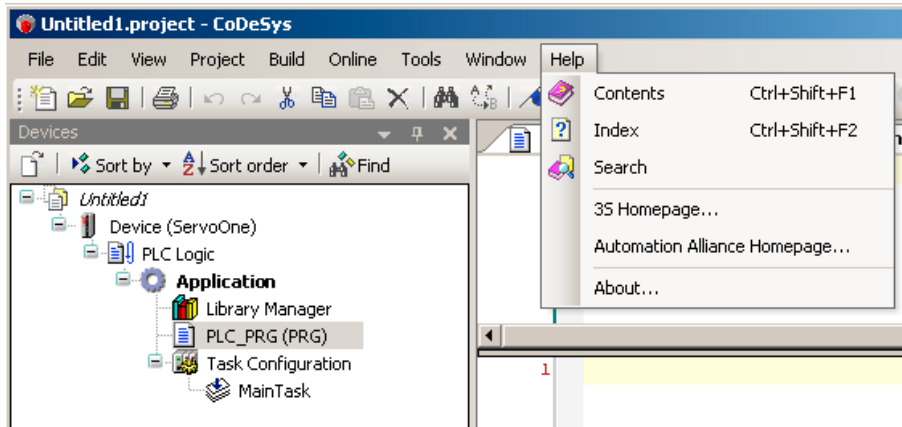 Untitled1.project - CoDeSys
File Edit View Project Build Online Tools Window Help
Devices
Sort by Sort order Find
Untitled1
Device (ServoOne)
PLC Logic
Application
Library Manager
PLC_PRG (PRG)
Task Configuration
MainTask
Contents Ctrl+Shift+F1
Index Ctrl+Shift+F2
Search
3S Homepage...
Automation Alliance Homepage...
About...
1